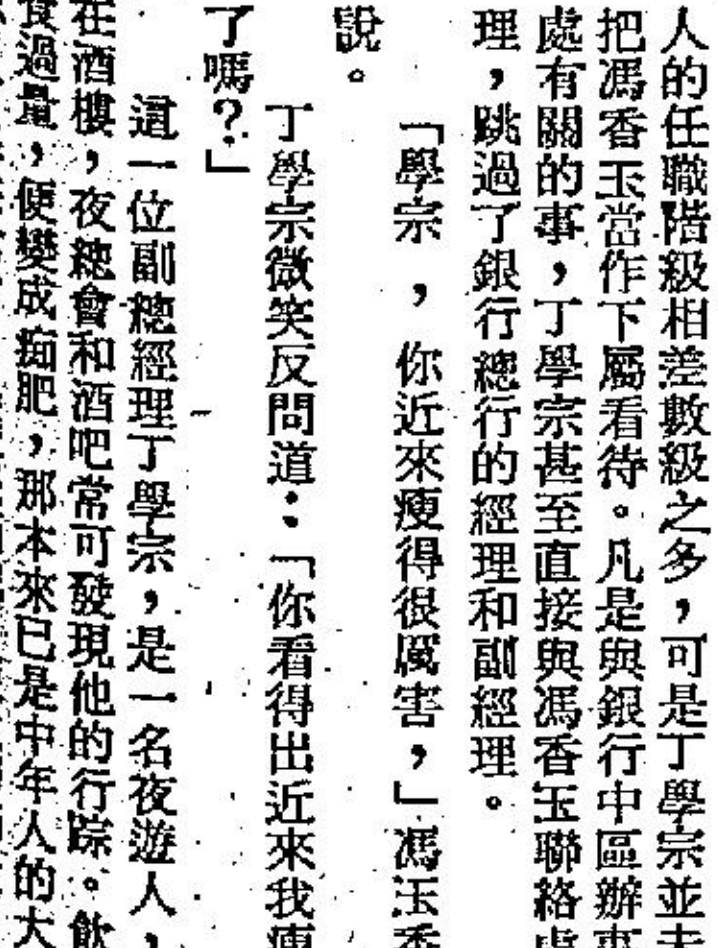 人的任職階級相差數級之多，可是丁學宗並未
把馮香玉當作下屬看待。凡是與銀行中區辦事
處有關的事，丁學宗甚至直接與馮香玉聯絡處
理，跳過了銀行總行的經理和副經理。
「學宗，你近來瘦得很厲害，」馮玉香
說。
丁學宗微笑反問道：「你看得出近來我瘦
了嗎？」
這一位副總經理丁學宗，是一名夜遊人，
在酒樓，夜總會和酒吧常可發現他的行踪。飲
食過量，便變成痴肥，那本來已是中年人的大